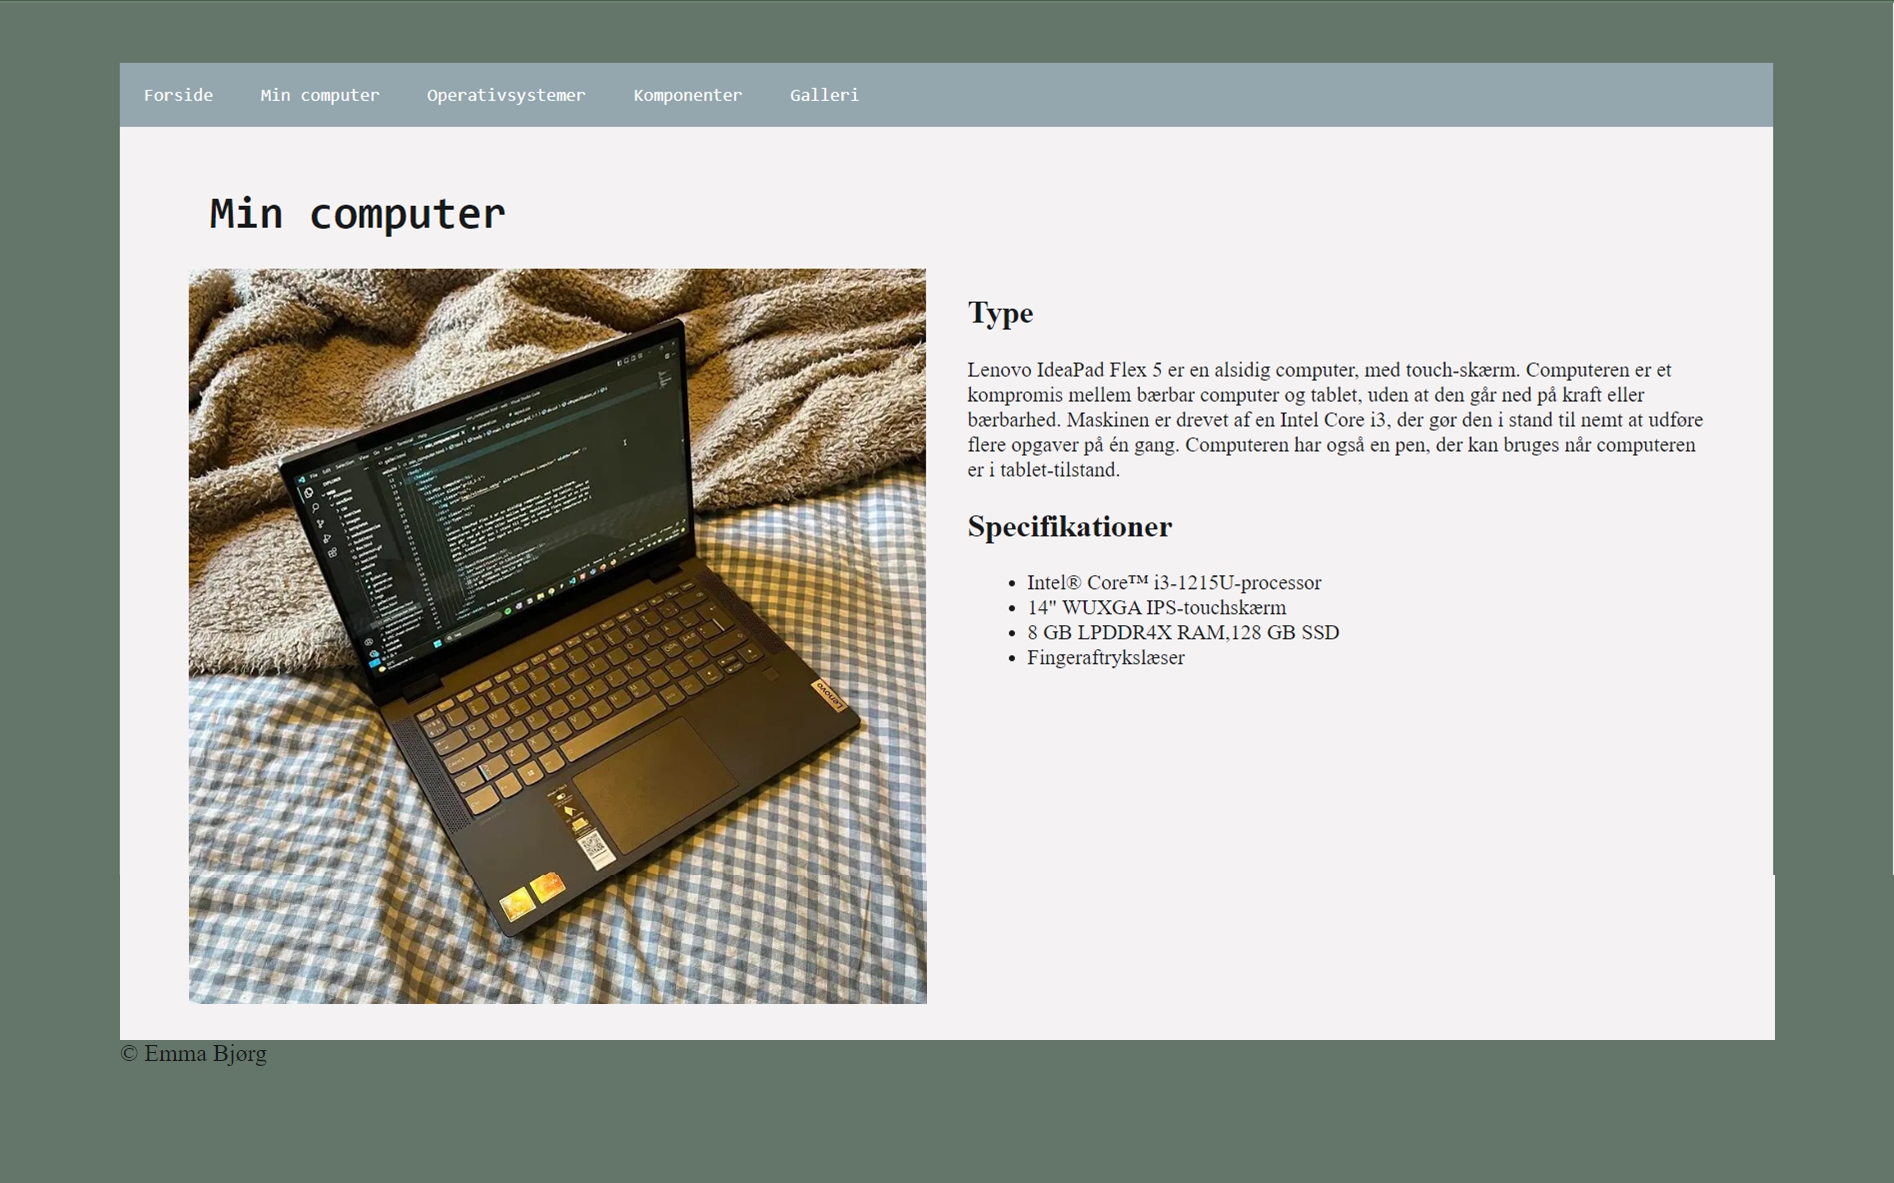 Forside Min computer Operativsystemer Komponenter Galleri
Min computer
Type
Lenovo IdeaPad Flex 5 er en alsidig computer, med touch-skærm. Computeren er et
kompromis mellem bærbar computer og tablet, uden at den går ned på kraft eller
bærbarhed. Maskinen er drevet af en Intel Core i3, der gør den i stand til nemt at udføre
flere opgaver på én gang. Computeren har også en pen, der kan bruges når computeren
er i tablet-tilstand.
Specifikationer
Intel® Core™ i3-1215U-processor
14" WUXGA IPS-touchskærm
8 GB LPDDR4X RAM,128 GB SSD
Fingeraftrykslæser
Lenovo
© Emma Bjørg